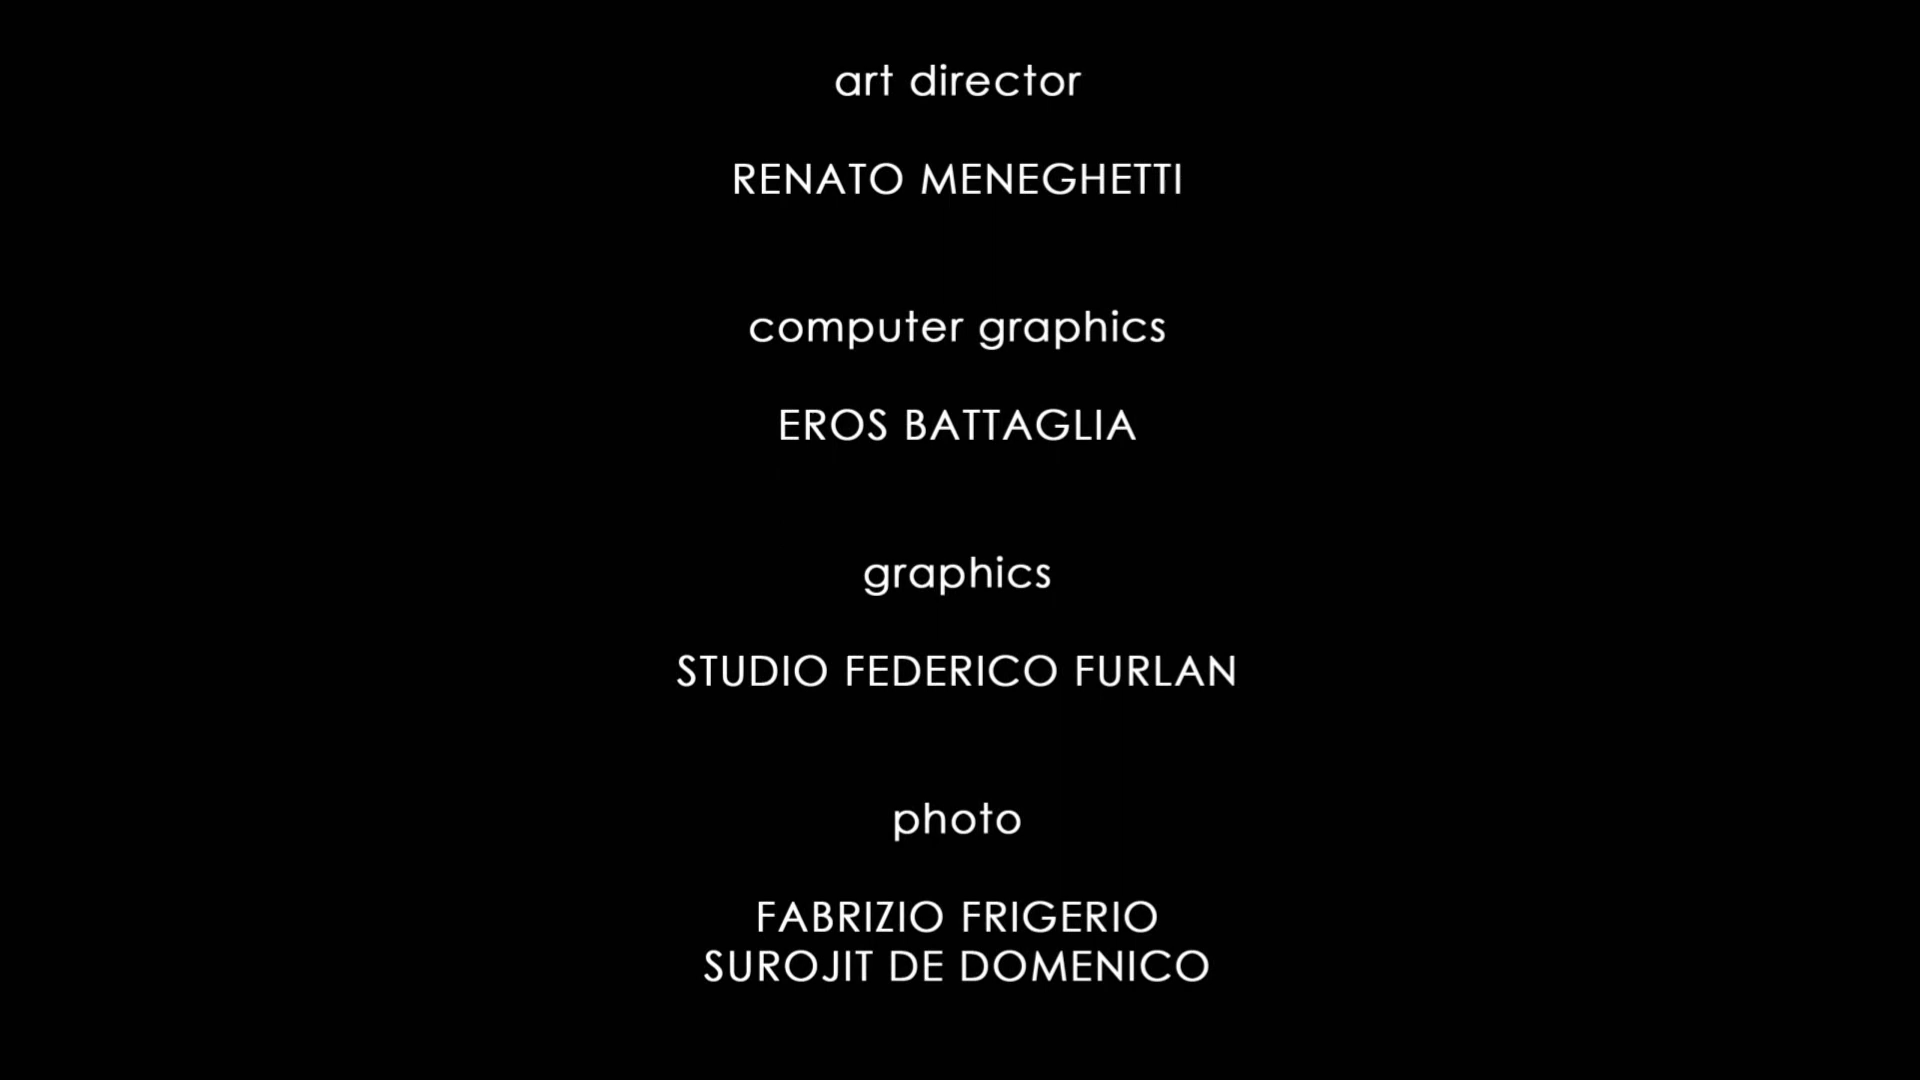 art director
RENATO MENEGHETTI
computer graphics
EROS BATTAGLIA
graphics
STUDIO FEDERICO FURLAN
photo
FABRIZIO FRIGERIO
SUROJIT DE DOMENICO